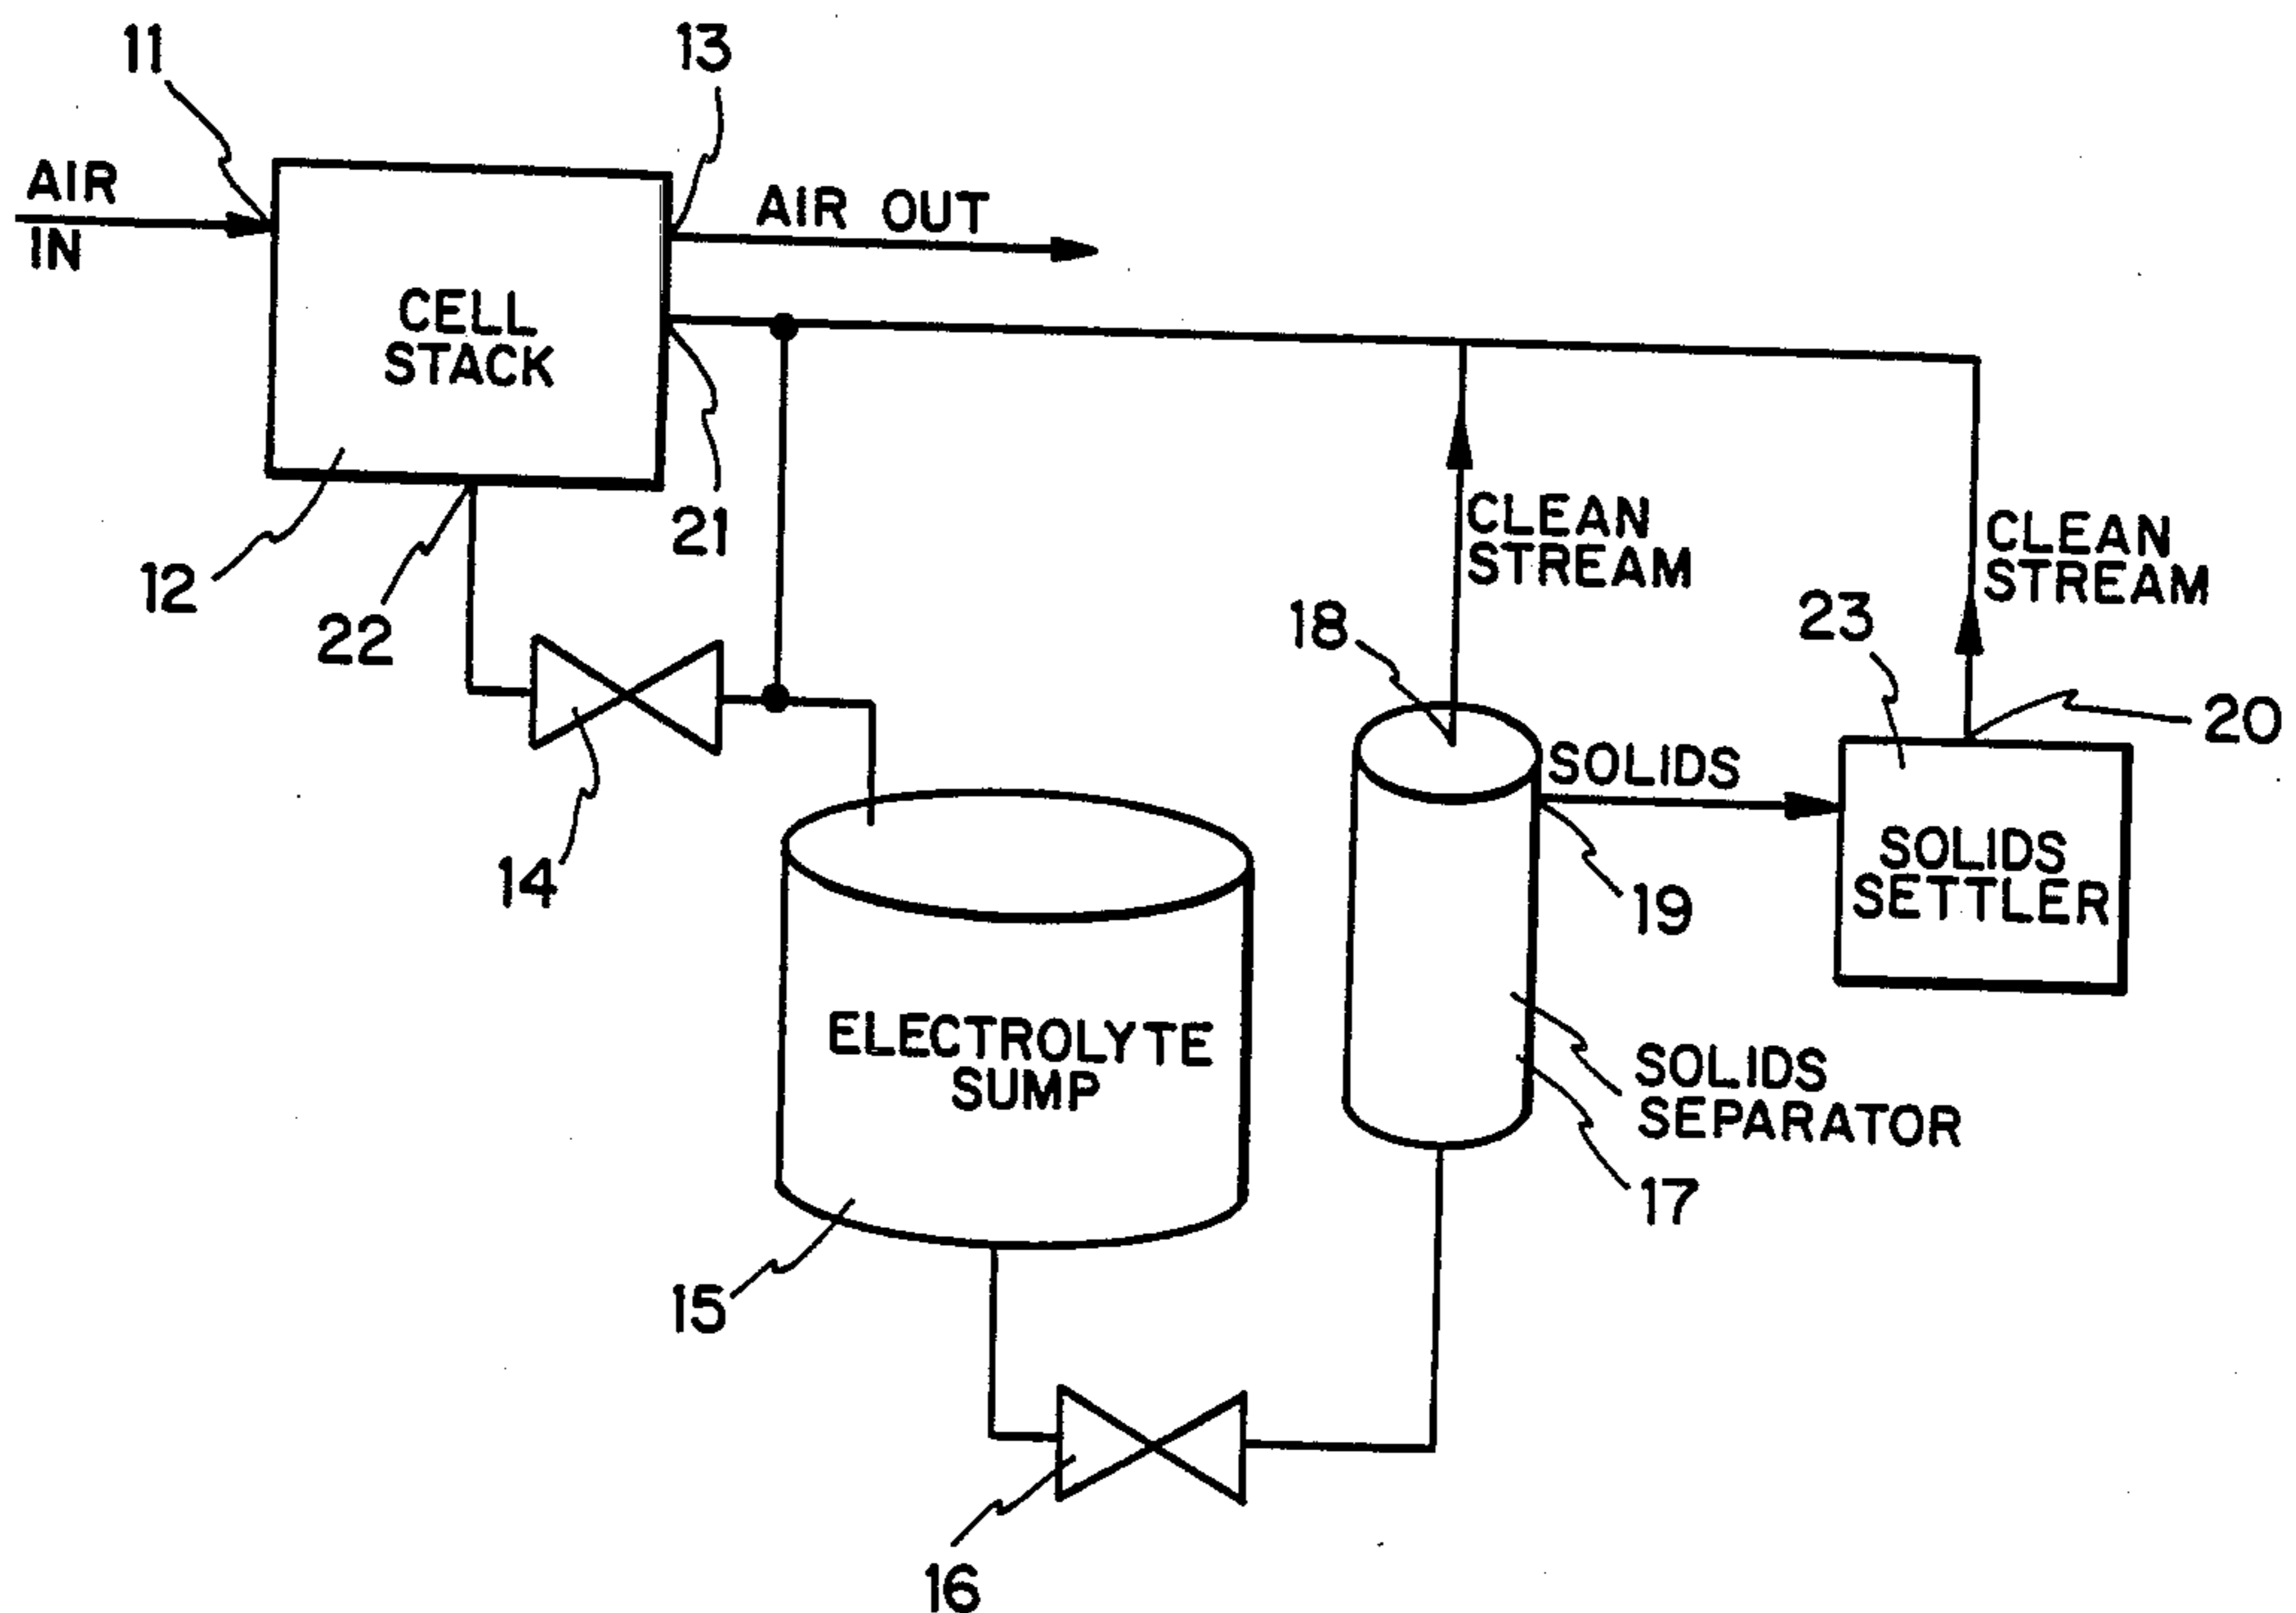 11
13
AIR
IN
AIR OUT
CELL
STACK
21
12
22
CLEAN
STREAM
CLEAN
STREAM
18
23
20
SOLIDS
14
19
SOLIDS
SETTLER
ELECTROLYTE
SUMP
SOLIDS
SEPARATOR
17
15
16